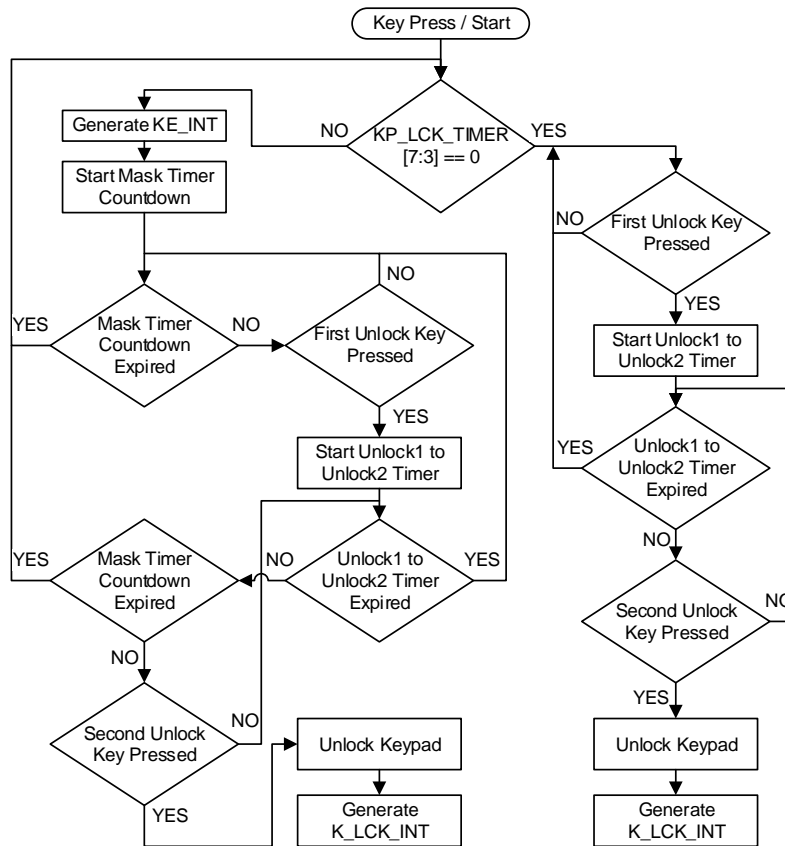 Key Press / Start
KP_LCK_TIMER
[7:3] == 0
NO
YES
Generate KE_INT
Start Mask Timer
Countdown
First Unlock Key
Pressed
NO
YES
Mask Timer
Countdown
Expired
YES
NO
First Unlock Key
Pressed
NO
YES
Start Unlock1 to
Unlock2 Timer
Start Unlock1 to
Unlock2 Timer
Unlock1 to
Unlock2 Timer
Expired
YES
NO
Mask Timer
Countdown
Expired
YES
NO
Unlock1 to
Unlock2 Timer
Expired
NO
YES
Second Unlock
Key Pressed
NO
YES
Second Unlock
Key Pressed
NO
YES
Unlock Keypad
Generate
K_LCK_INT
Unlock Keypad
Generate
K_LCK_INT